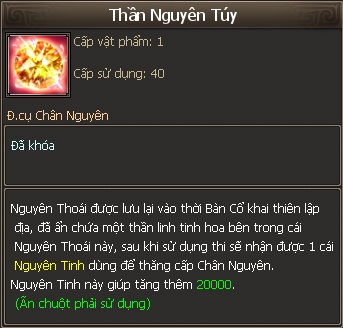 Thần Nguyên Túy
Cấp vật phẩm: 1
Cấp sử dụng: 40
Đ.cụ Chân Nguyên
Đã khóa
Nguyên Thoái được lưu lại vào thời Bàn Cổ khai thiên lập
địa, đã ẩn chứa một thần linh tinh hoa bên trong cái
Nguyên Thoái này, sau khi sử dụng thì sẽ nhận được 1 cái
Nguyên Tinh dùng để thăng cấp Chân Nguyên.
Nguyên Tinh này giúp tăng thêm 20000.
(Ấn chuột phải sử dụng)